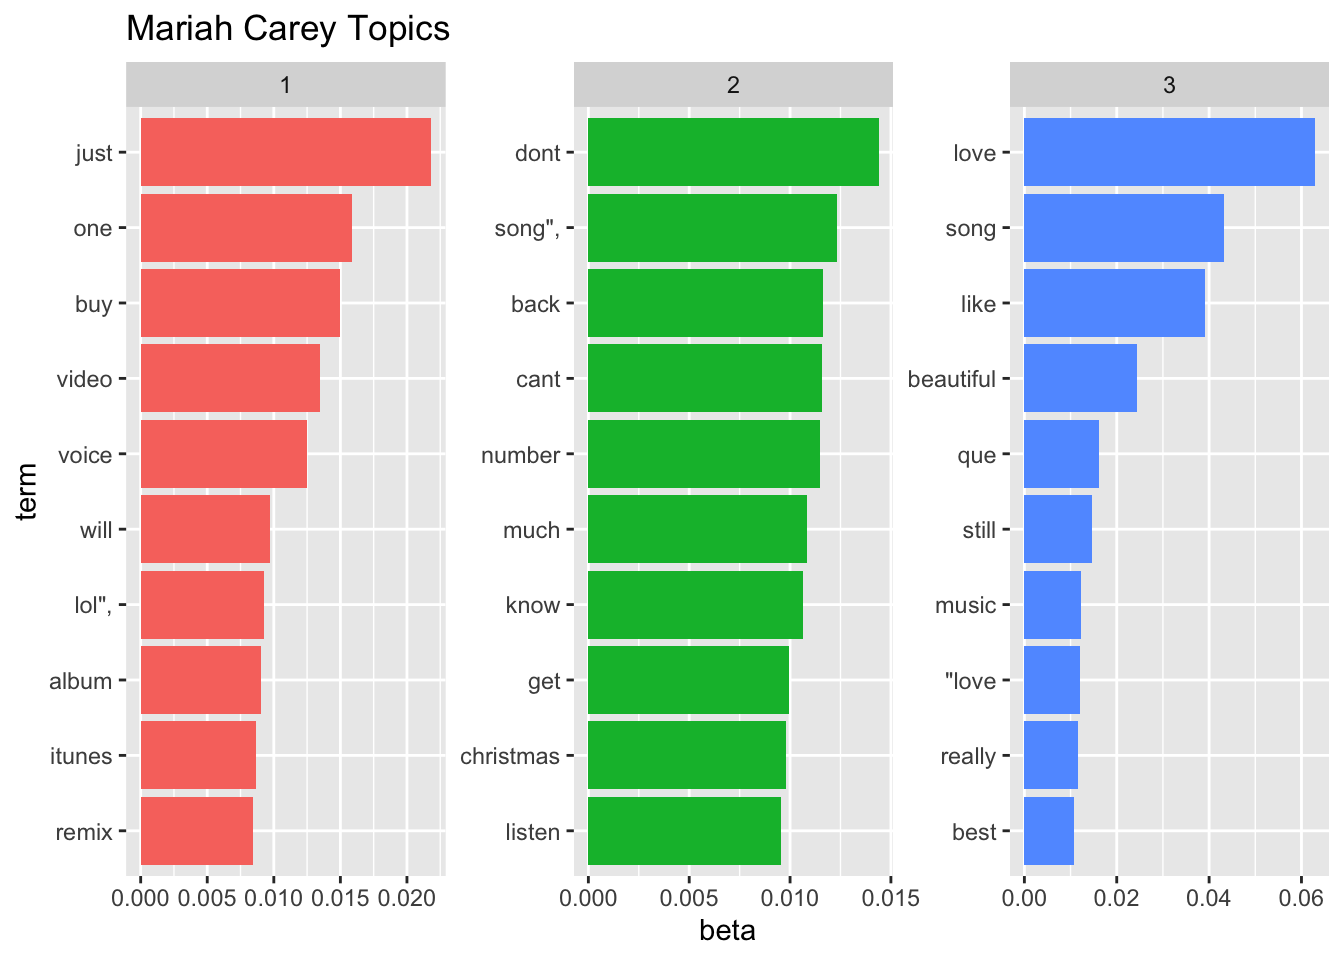 Mariah Carey Topics
1
2
3
term
just
one
buy
video
voice
will
lol",
album
itunes
remix
0.000 0.005 0.010 0.015 0.020
dont
song",
back
cant
number
much
know
get
christmas
listen
0.000 0.005 0.010 0.015
love
song
like
beautiful
que
still
music
"love
really
best
0.00 0.02 0.04 0.06
beta